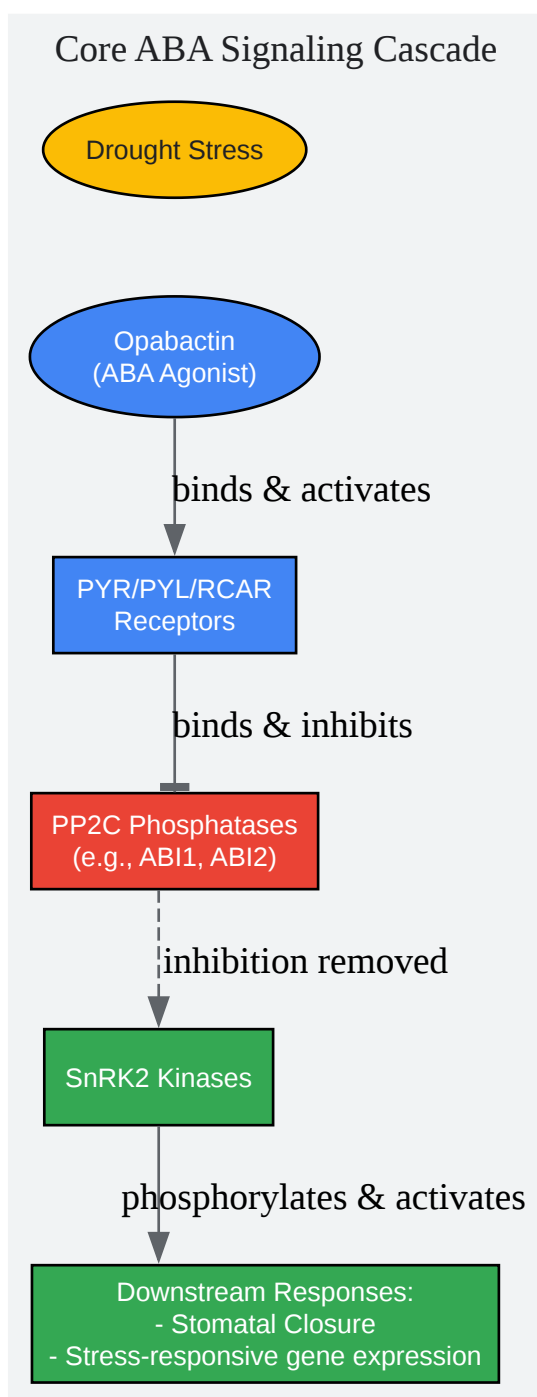 Core ABA Signaling Cascade
Drought Stress
Opabactin
(ABA Agonist)
binds & activates
PYR/PYL/RCAR
Receptors
binds & inhibits
PP2C Phosphatases
(e.g., ABI1, ABI2)
inhibition removed
SnRK2 Kinases
phosphorylates & activates
Downstream Responses:
- Stomatal Closure
- Stress-responsive gene expression